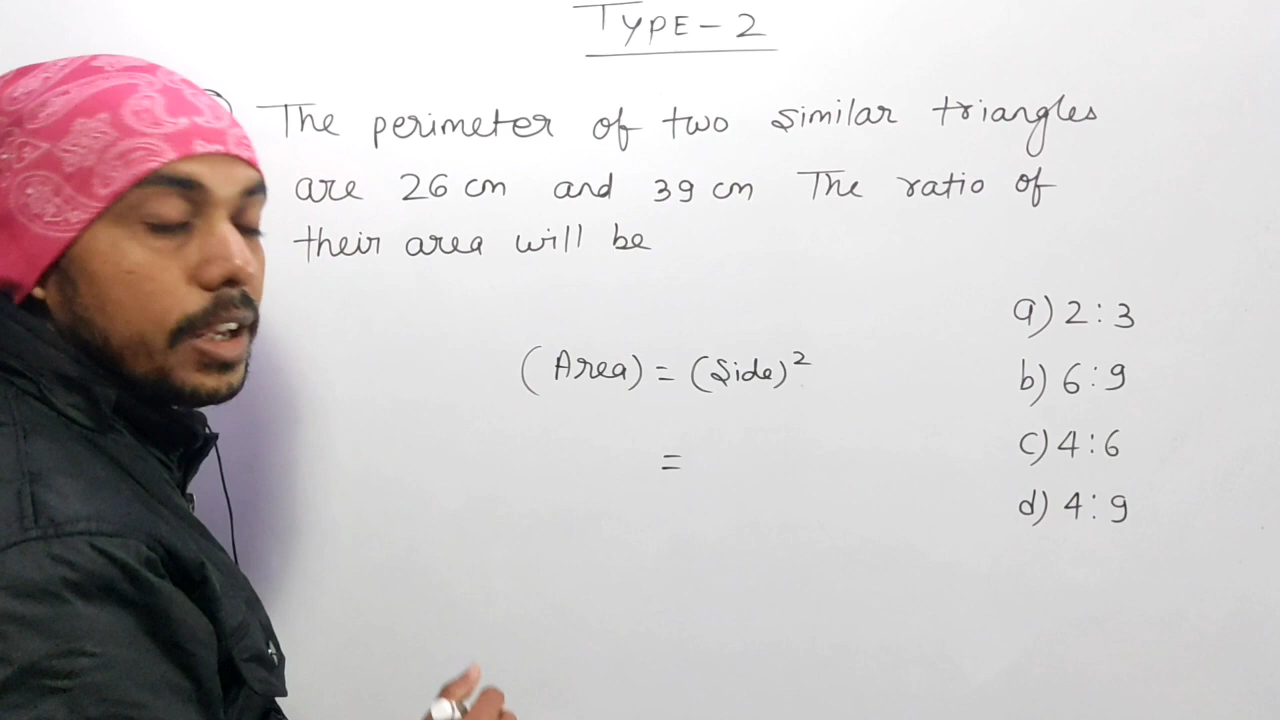 TYPE-2
The perimeter of two similar triangles
are 26 cm and 39 cm The ratio of
their area will be
a) 2:3
(Area) = (Side)²
b) 6:9
=
c) 4:6
d) 4:9